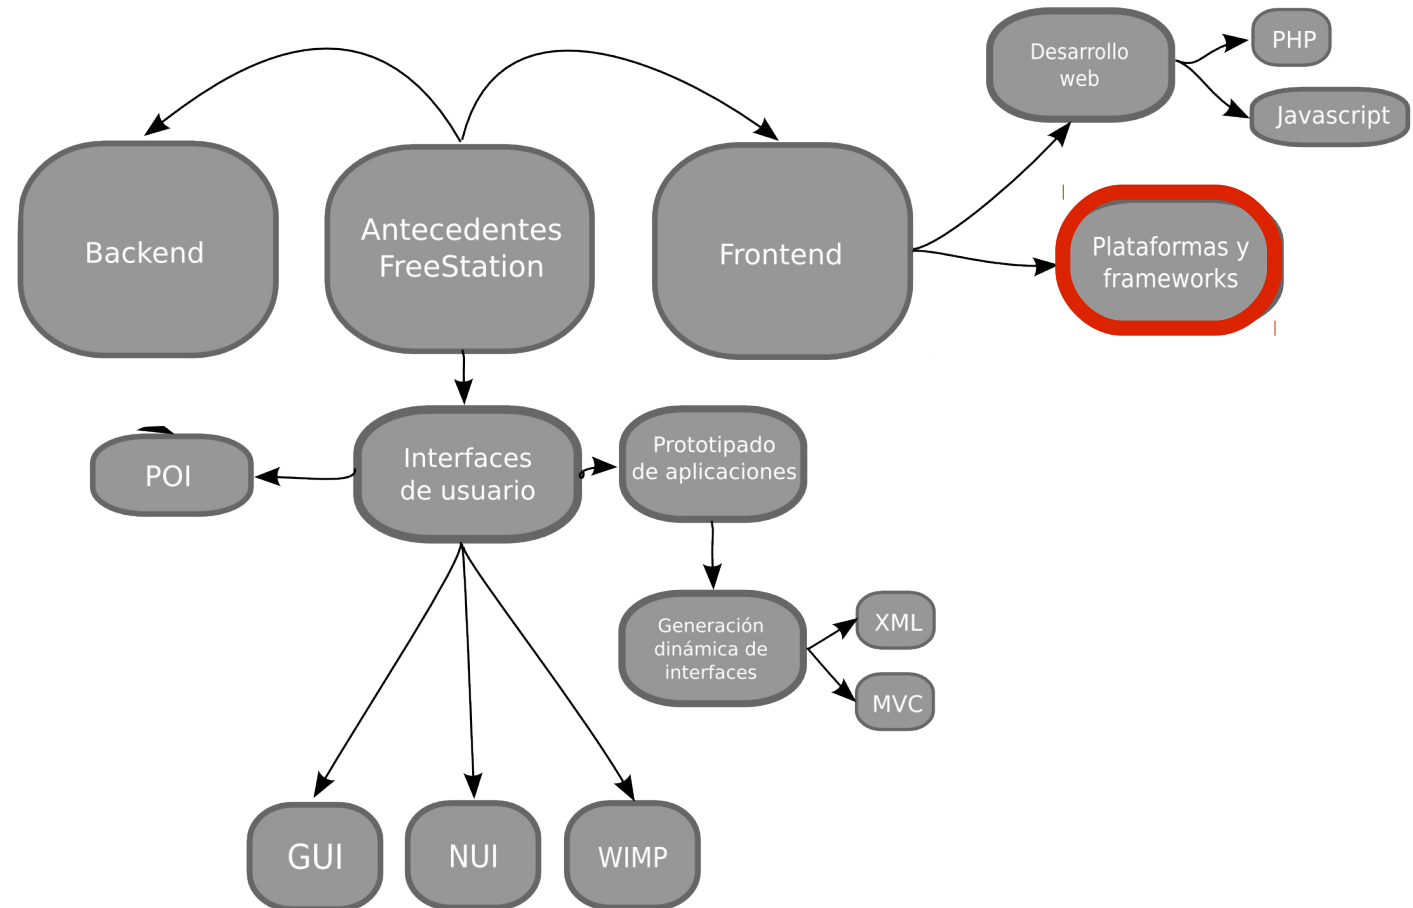 Desarrollo
web
PHP
Javascript
Backend
Antecedentes
FreeStation
Frontend
Plataformas y
frameworks
POI
Interfaces
de usuario
Prototipado
de aplicaciones
Generación
dinámica de
interfaces
XML
MVC
GUI
NUI
WIMP